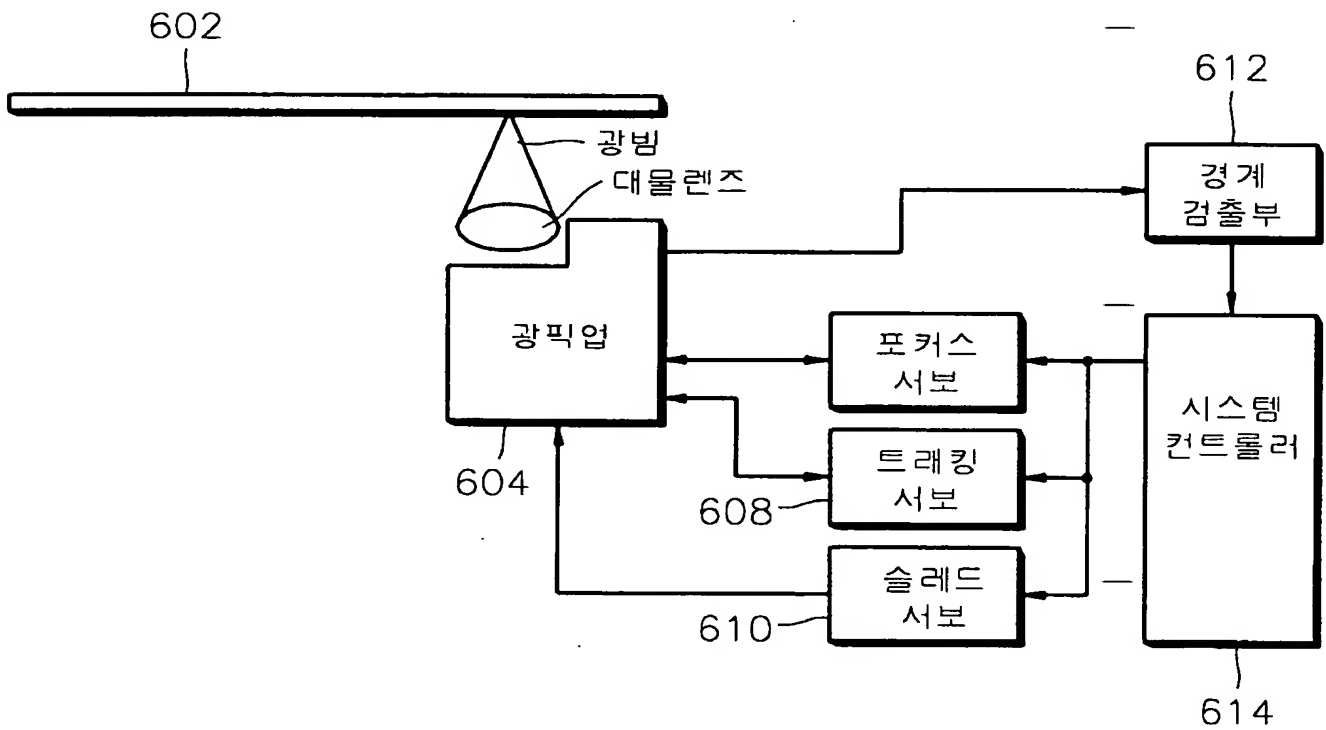 602
612
광빔
대물렌즈
경계
검출부
광픽업
포커스
서보
시스템
컨트롤러
604
트래킹
서보
608
슬레드
서보
610
614